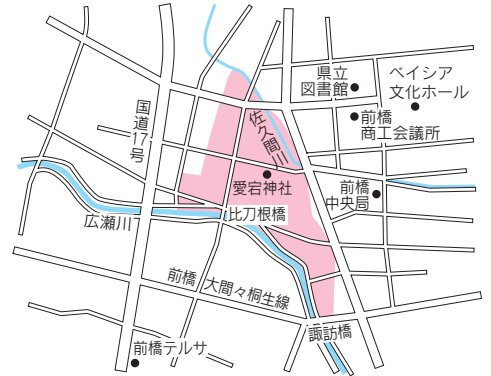 県立
図書館
ベイシア
文化ホール
国道17号
佐久間川
前橋
商工会議所
愛宕神社
前橋
中央局
比刀根橋
広瀬川
前橋 大間々桐生線
諏訪橋
前橋テルサ